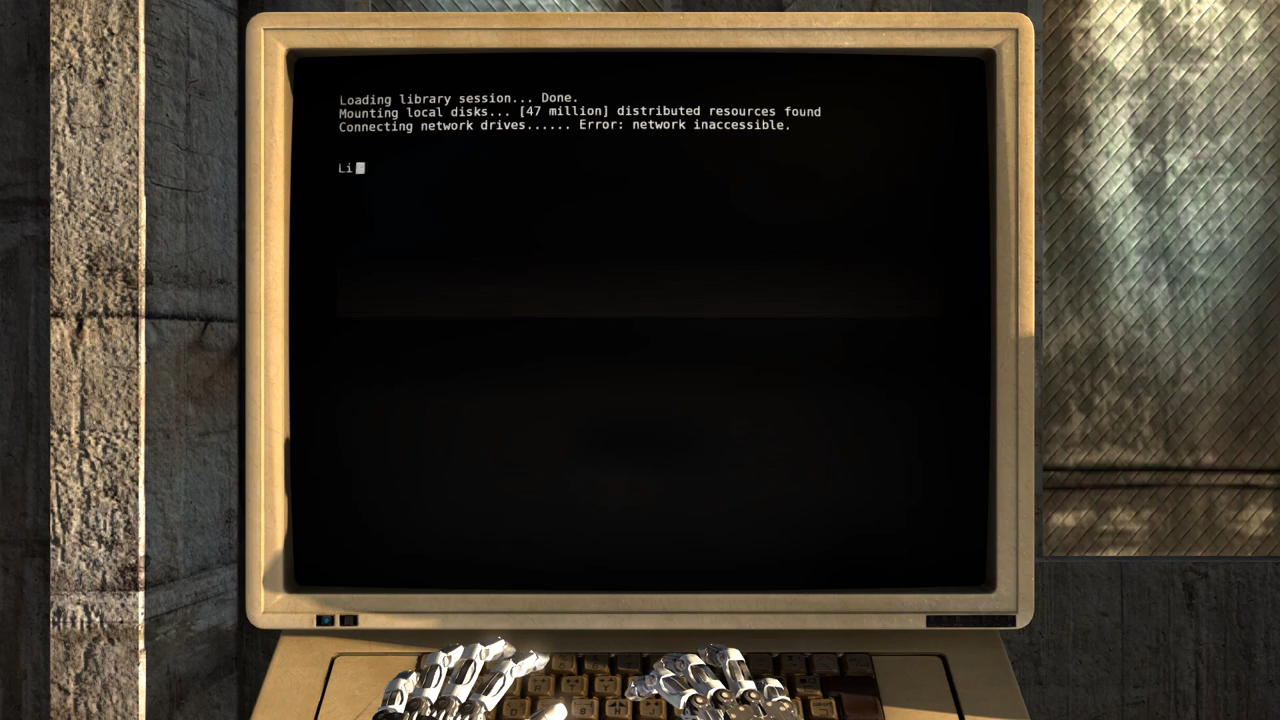 Loading library session... Done.
Mounting local disks... [47 million] distributed resources found
Connecting network drives...... Error: network inaccessible.
Li